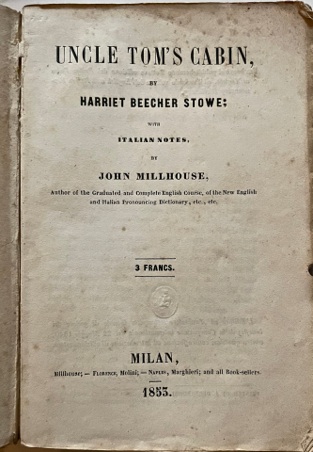 UNCLE TOM'S CABIN,
BY
HARRIET BEECHER STOWE:
WITH
ITALIAN NOTES,
BY
JOHN MILLHOUSE,
Author of the Graduated and Complete English Course, of the New English
and Italian Pronouncing Dictionary, etc., etc.
3 FRANCS.
MILAN,
Millhouse; — FLORENCE, Molini; — NAPLES, Marghieri; and all Book-sellers.
1855.